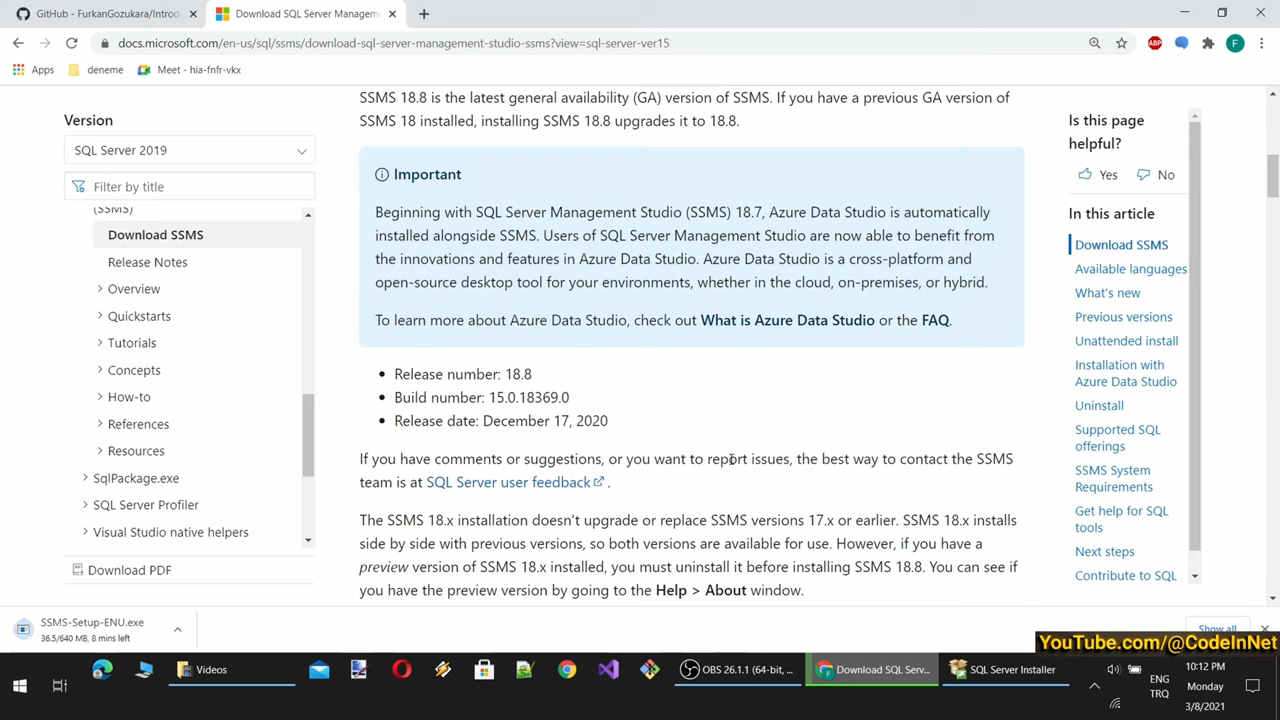 GitHub - FurkanGozukara/Introd
Download SQL Server Managem
docs.microsoft.com/en-us/sql/ssms/download-sql-server-management-studio-ssms?view=sql-server-ver15
ABP
F
Apps
deneme
Meet - hia-fnfr-vkx
Version
SQL Server 2019
Filter by title
(SSMS)
Download SSMS
Release Notes
Overview
Quickstarts
Tutorials
Concepts
How-to
References
Resources
SqlPackage.exe
SQL Server Profiler
Visual Studio native helpers
Download PDF
SSMS 18.8 is the latest general availability (GA) version of SSMS. If you have a previous GA version of
SSMS 18 installed, installing SSMS 18.8 upgrades it to 18.8.
Important
Beginning with SQL Server Management Studio (SSMS) 18.7, Azure Data Studio is automatically
installed alongside SSMS. Users of SQL Server Management Studio are now able to benefit from
the innovations and features in Azure Data Studio. Azure Data Studio is a cross-platform and
open-source desktop tool for your environments, whether in the cloud, on-premises, or hybrid.
To learn more about Azure Data Studio, check out What is Azure Data Studio or the FAQ.
• Release number: 18.8
• Build number: 15.0.18369.0
• Release date: December 17, 2020
If you have comments or suggestions, or you want to report issues, the best way to contact the SSMS
team is at SQL Server user feedback .
The SSMS 18.x installation doesn't upgrade or replace SSMS versions 17.x or earlier. SSMS 18.x installs
side by side with previous versions, so both versions are available for use. However, if you have a
preview version of SSMS 18.x installed, you must uninstall it before installing SSMS 18.8. You can see if
you have the preview version by going to the Help > About window.
Is this page
helpful?
Yes
No
In this article
Download SSMS
Available languages
What's new
Previous versions
Unattended install
Installation with
Azure Data Studio
Uninstall
Supported SQL
offerings
SSMS System
Requirements
Get help for SQL
tools
Next steps
Contribute to SQL
SSMS-Setup-ENU.exe
36.5/640 MB, 8 mins left
Show all
YouTube.com/@CodeInNet
Videos
OBS 26.1.1 (64-bit, ...
Download SQL Serv...
SQL Server Installer
ENG
TRQ
10:12 PM
Monday
3/8/2021